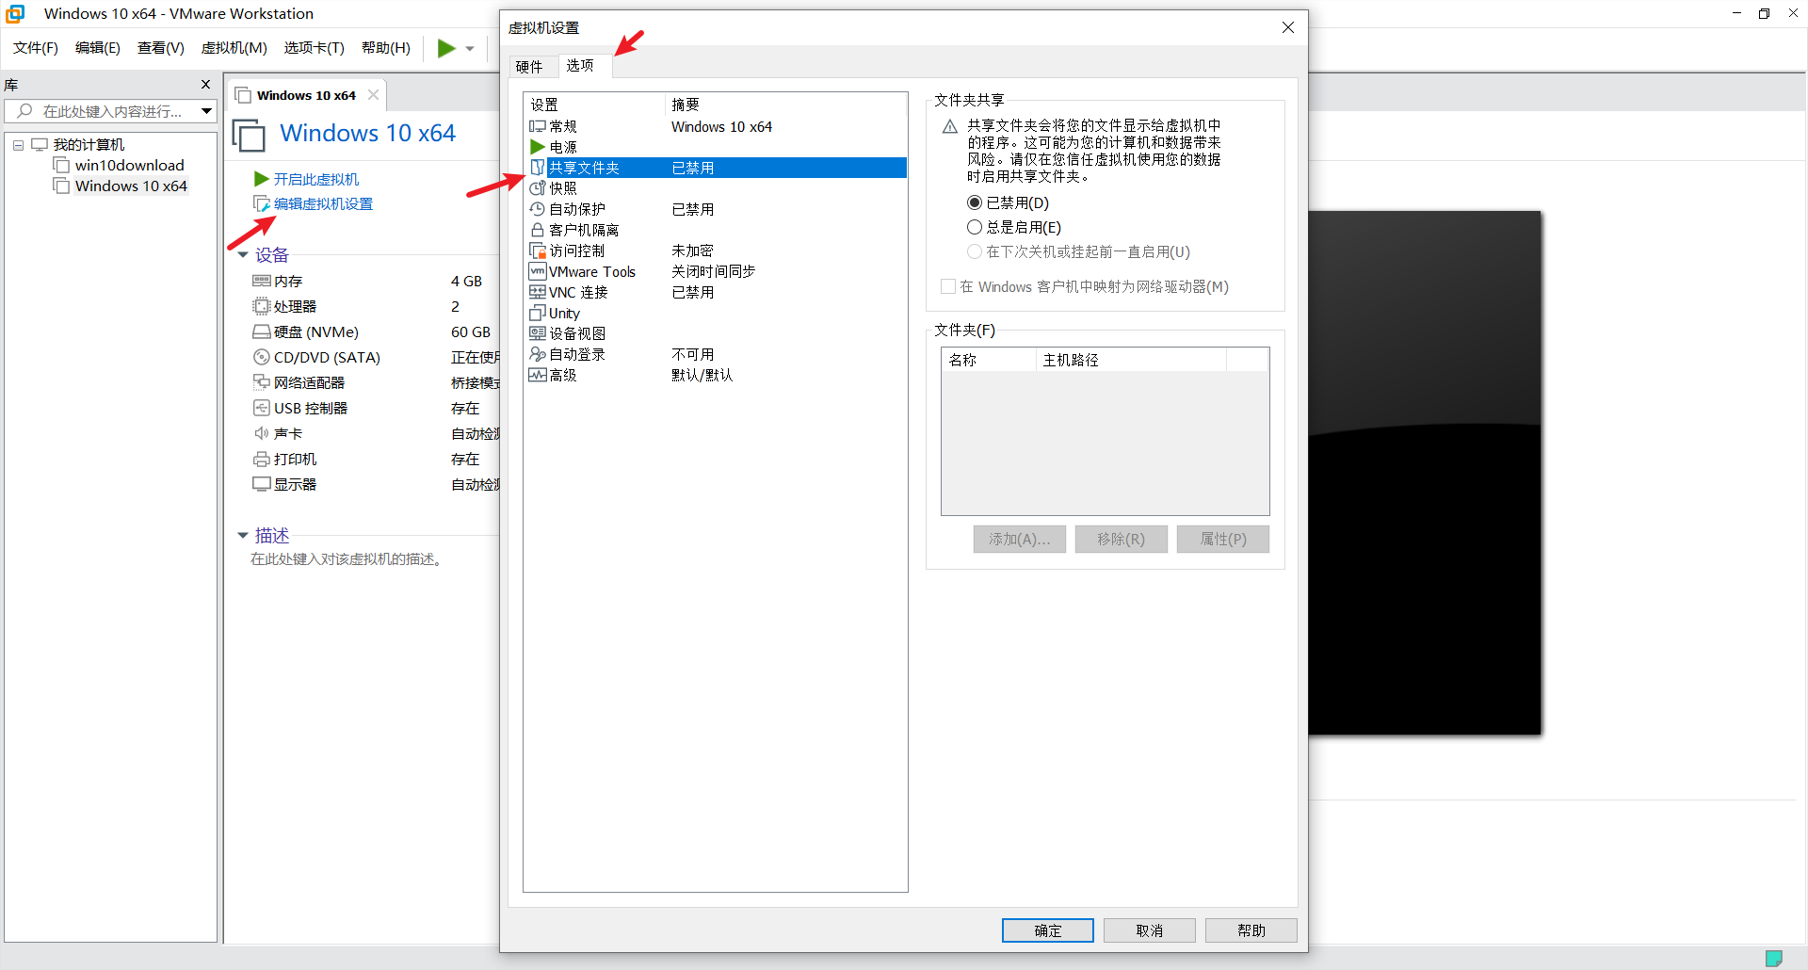 Windows 10 x64 - VMware Workstation
文件(F) 编辑(E) 查看(V) 虚拟机(M) 选项卡(T) 帮助(H)
库
在此处键入内容进行...
我的计算机
win10download
Windows 10 x64
Windows 10 x64
Windows 10 x64
开启此虚拟机
编辑虚拟机设置
设备
内存 4 GB
处理器 2
硬盘 (NVMe) 60 GB
CD/DVD (SATA) 正在使用
网络适配器 桥接模式
USB 控制器 存在
声卡 自动检测
打印机 存在
显示器 自动检测
描述
在此处键入对该虚拟机的描述。
虚拟机设置
硬件 选项
设置 摘要
常规 Windows 10 x64
电源
共享文件夹 已禁用
快照
自动保护 已禁用
客户机隔离
访问控制 未加密
VMware Tools 关闭时间同步
VNC 连接 已禁用
Unity
设备视图
自动登录 不可用
高级 默认/默认
文件夹共享
共享文件夹会将您的文件显示给虚拟机中
的程序。这可能为您的计算机和数据带来
风险。请仅在您信任虚拟机使用您的数据
时启用共享文件夹。
已禁用(D)
总是启用(E)
在下次关机或挂起前一直启用(U)
在 Windows 客户机中映射为网络驱动器(M)
文件夹(F)
名称 主机路径
添加(A)... 移除(R) 属性(P)
确定 取消 帮助